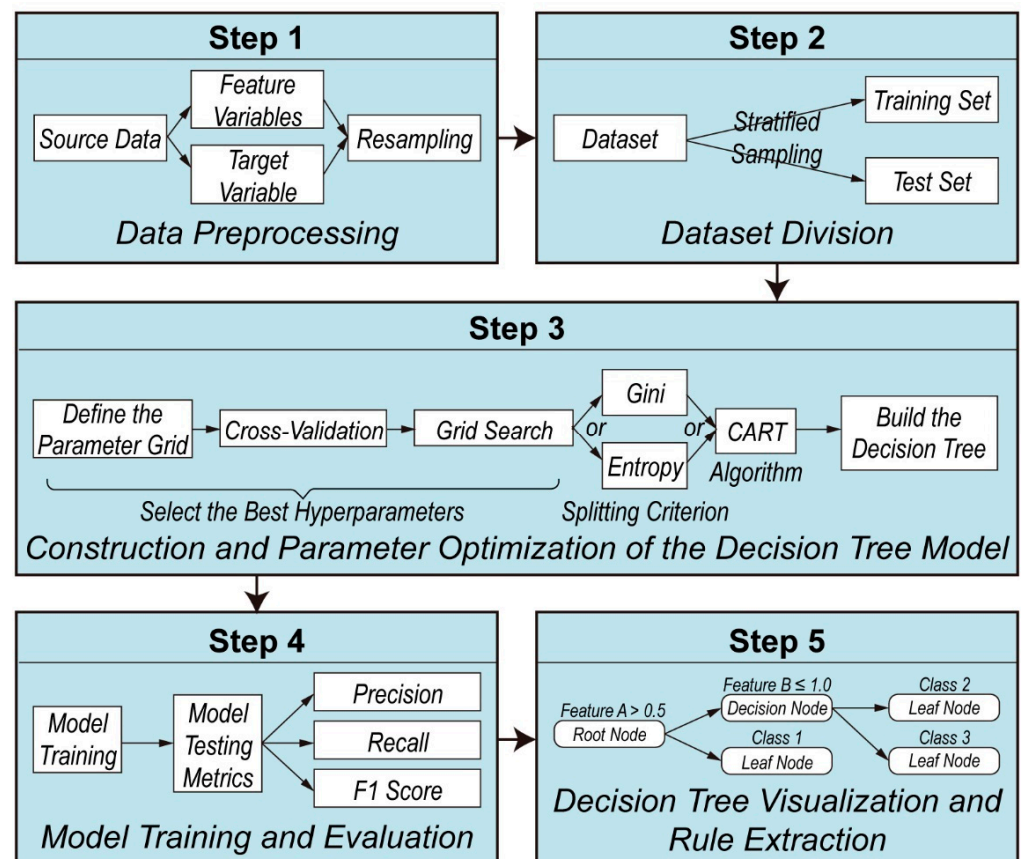 Step 1
Source Data
Feature
Variables
Target
Variable
Resampling
Data Preprocessing
Step 2
Dataset
Stratified
Sampling
Training Set
Test Set
Dataset Division
Step 3
Define the
Parameter Grid
Cross-Validation
Grid Search
or
Gini
Entropy
or
CART
Algorithm
Build the
Decision Tree
Select the Best Hyperparameters
Splitting Criterion
Construction and Parameter Optimization of the Decision Tree Model
Step 4
Model
Training
Model
Testing
Metrics
Precision
Recall
F1 Score
Model Training and Evaluation
Step 5
Feature A > 0.5
Root Node
Feature B ≤ 1.0
Decision Node
Class 1
Leaf Node
Class 2
Leaf Node
Class 3
Leaf Node
Decision Tree Visualization and
Rule Extraction